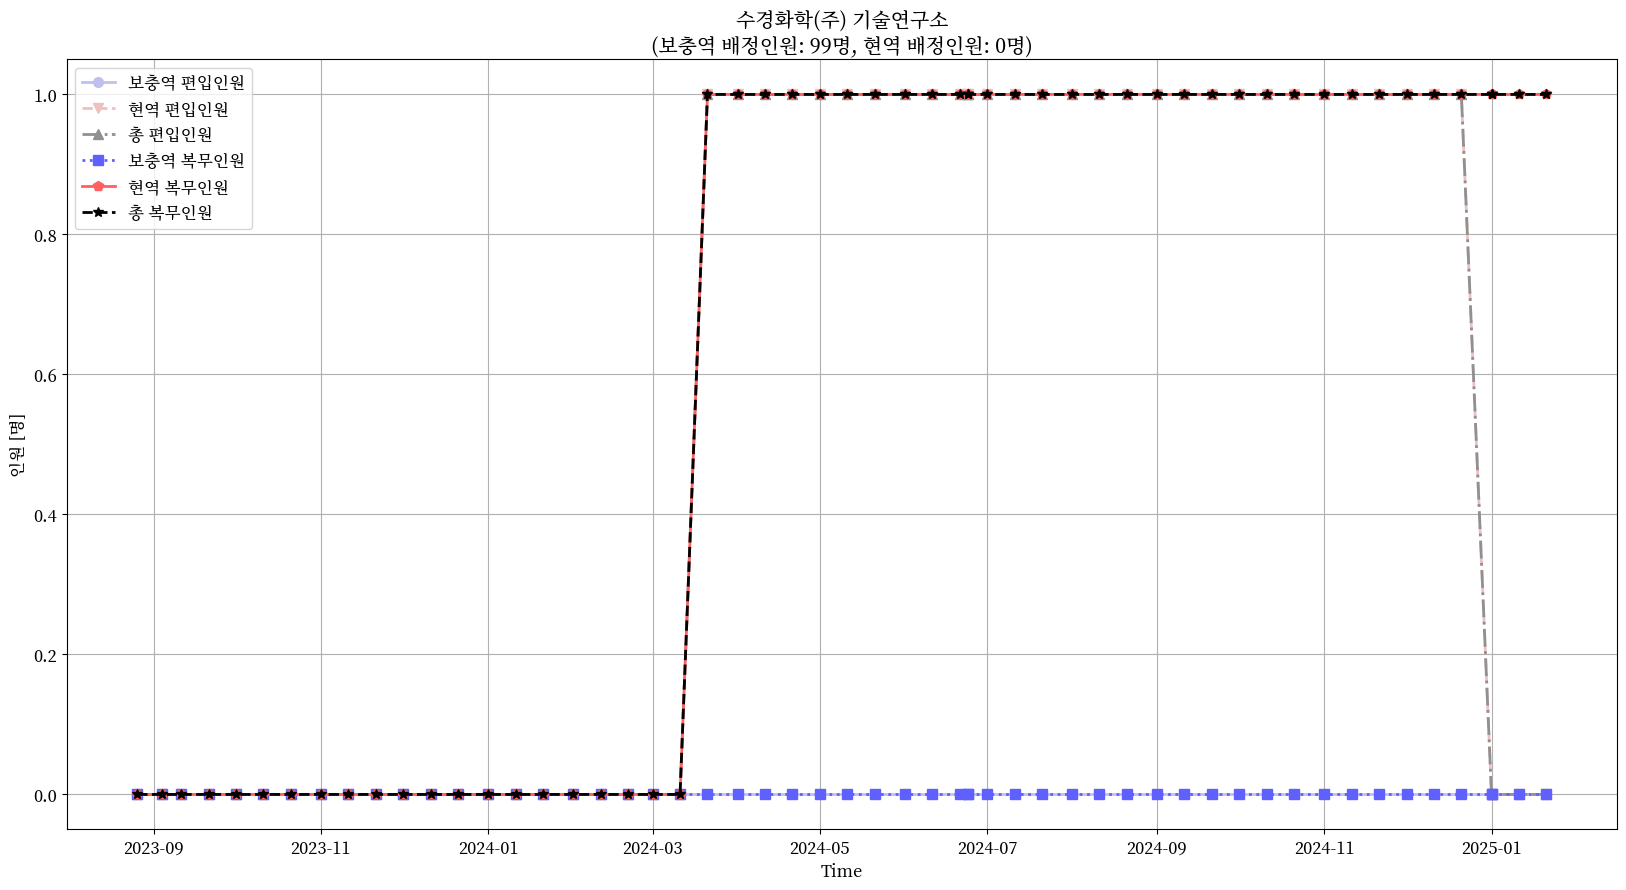 수경화학(주) 기술연구소
(보충역 배정인원: 99명, 현역 배정인원: 0명)
보충역 편입인원
현역 편입인원
총 편입인원
보충역 복무인원
현역 복무인원
총 복무인원
1.0
0.8
0.6
0.4
0.2
0.0
인원 [명]
2023-09 2023-11 2024-01 2024-03 2024-05 2024-07 2024-09 2024-11 2025-01
Time